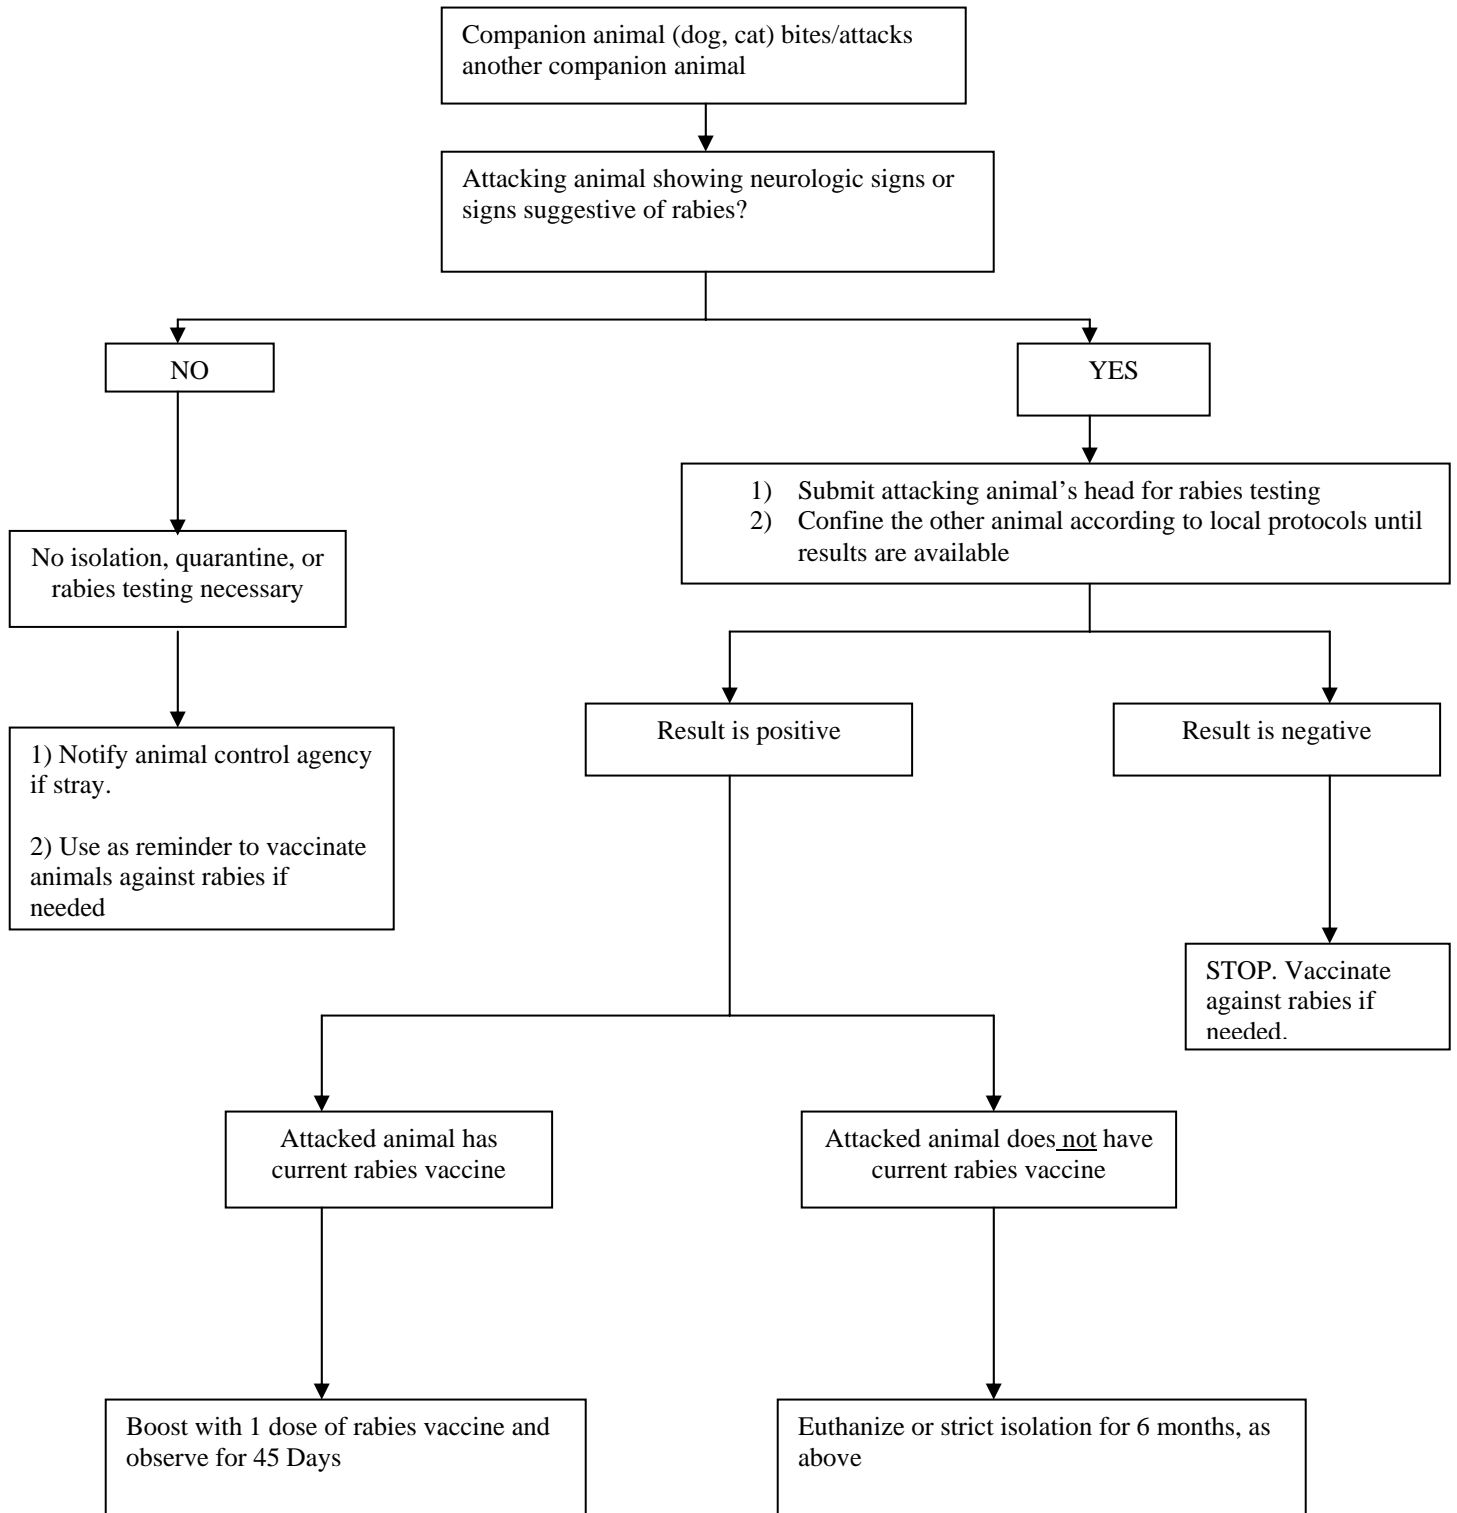 Companion animal (dog, cat) bites/attacks
another companion animal
Attacking animal showing neurologic signs or
signs suggestive of rabies?
NO
YES
1) Submit attacking animal’s head for rabies testing
2) Confine the other animal according to local protocols until
results are available
No isolation, quarantine, or
rabies testing necessary
Result is positive
Result is negative
1) Notify animal control agency
if stray.
2) Use as reminder to vaccinate
animals against rabies if
needed
STOP. Vaccinate
against rabies if
needed.
Attacked animal has
current rabies vaccine
Attacked animal does not have
current rabies vaccine
Boost with 1 dose of rabies vaccine and
observe for 45 Days
Euthanize or strict isolation for 6 months, as
above